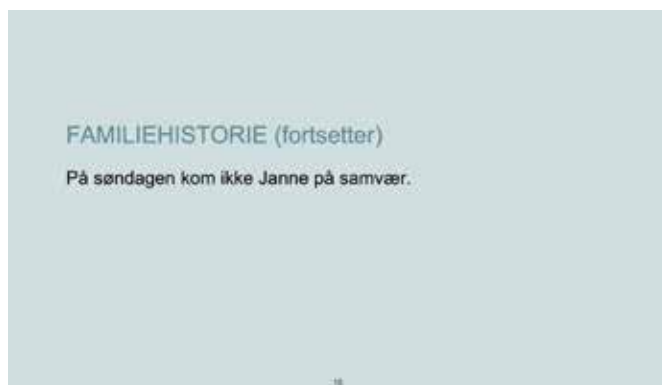 FAMILIEHISTORIE (fortsetter)
På søndagen kom ikke Janne på samvær.